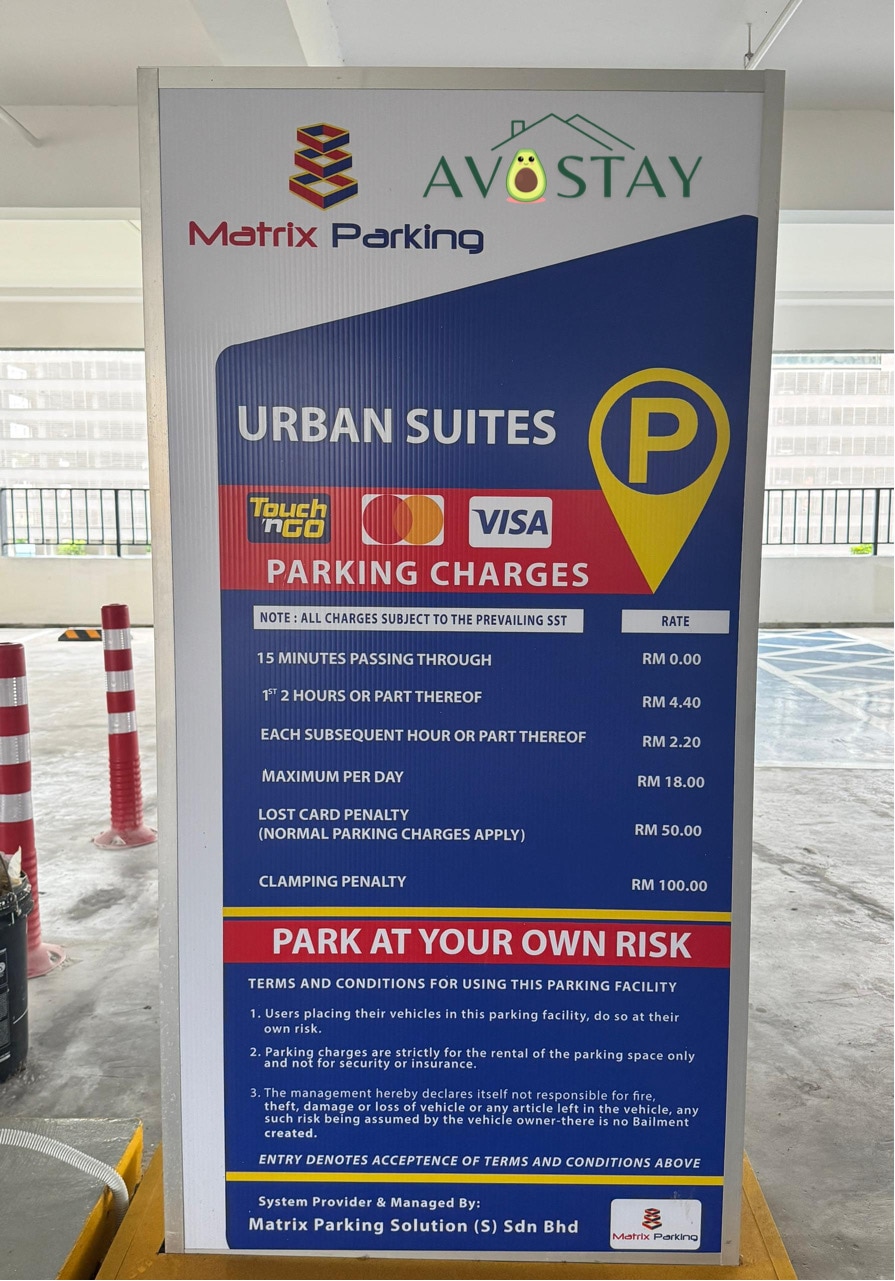 AVOSTAY
Matrix Parking
URBAN SUITES
P
Touch 'n GO
VISA
PARKING CHARGES
NOTE : ALL CHARGES SUBJECT TO THE PREVAILING SST
RATE
15 MINUTES PASSING THROUGH
RM 0.00
1ST 2 HOURS OR PART THEREOF
RM 4.40
EACH SUBSEQUENT HOUR OR PART THEREOF
RM 2.20
MAXIMUM PER DAY
RM 18.00
LOST CARD PENALTY
(NORMAL PARKING CHARGES APPLY)
RM 50.00
CLAMPING PENALTY
RM 100.00
PARK AT YOUR OWN RISK
TERMS AND CONDITIONS FOR USING THIS PARKING FACILITY
1. Users placing their vehicles in this parking facility, do so at their
own risk.
2. Parking charges are strictly for the rental of the parking space only
and not for security or insurance.
3. The management hereby declares itself not responsible for fire,
theft, damage or loss of vehicle or any article left in the vehicle, any
such risk being assumed by the vehicle owner-there is no Bailment
created.
ENTRY DENOTES ACCEPTANCE OF TERMS AND CONDITIONS ABOVE
System Provider & Managed By:
Matrix Parking Solution (S) Sdn Bhd
Matrix Parking